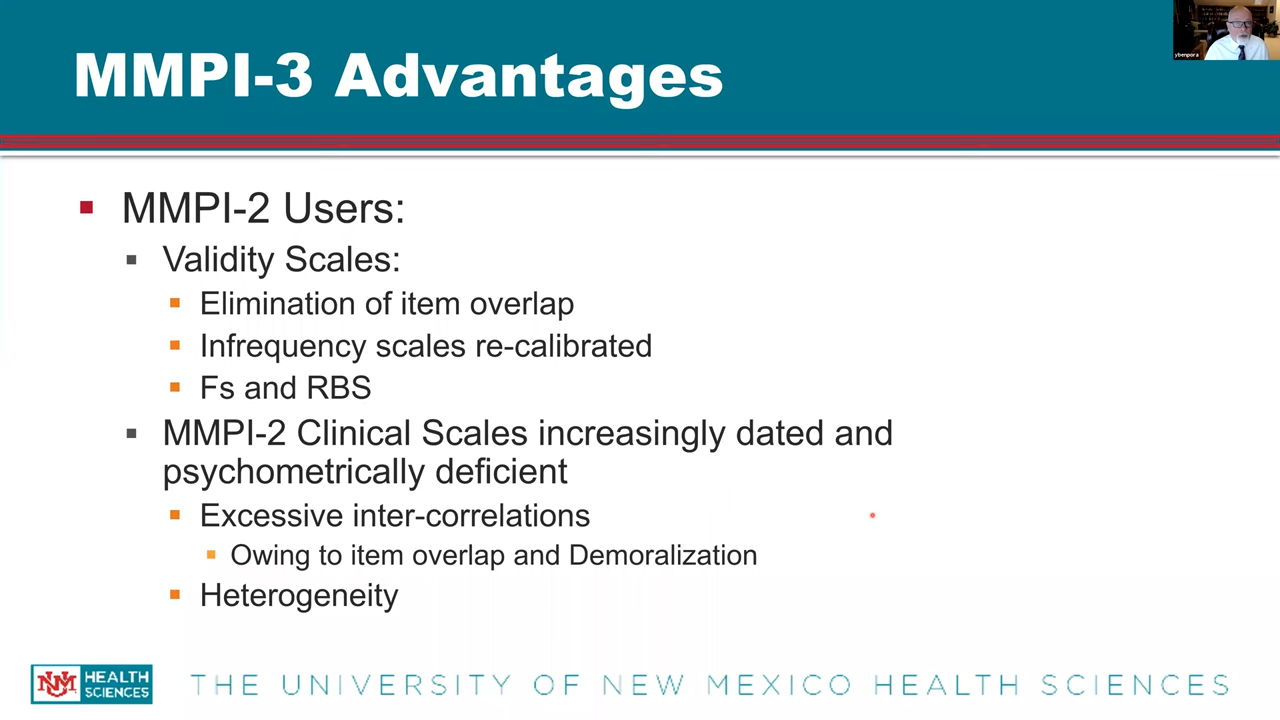 MMPI-3 Advantages
ybenpora
MMPI-2 Users:
Validity Scales:
Elimination of item overlap
Infrequency scales re-calibrated
Fs and RBS
MMPI-2 Clinical Scales increasingly dated and
psychometrically deficient
Excessive inter-correlations
Owing to item overlap and Demoralization
Heterogeneity
UNM HEALTH
SCIENCES
THE UNIVERSITY OF NEW MEXICO HEALTH SCIENCES